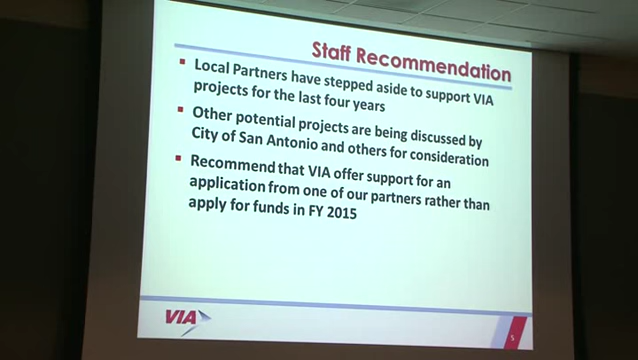 Staff Recommendation
▪ Local Partners have stepped aside to support VIA
projects for the last four years
▪ Other potential projects are being discussed by
City of San Antonio and others for consideration
▪ Recommend that VIA offer support for an
application from one of our partners rather than
apply for funds in FY 2015
VIA